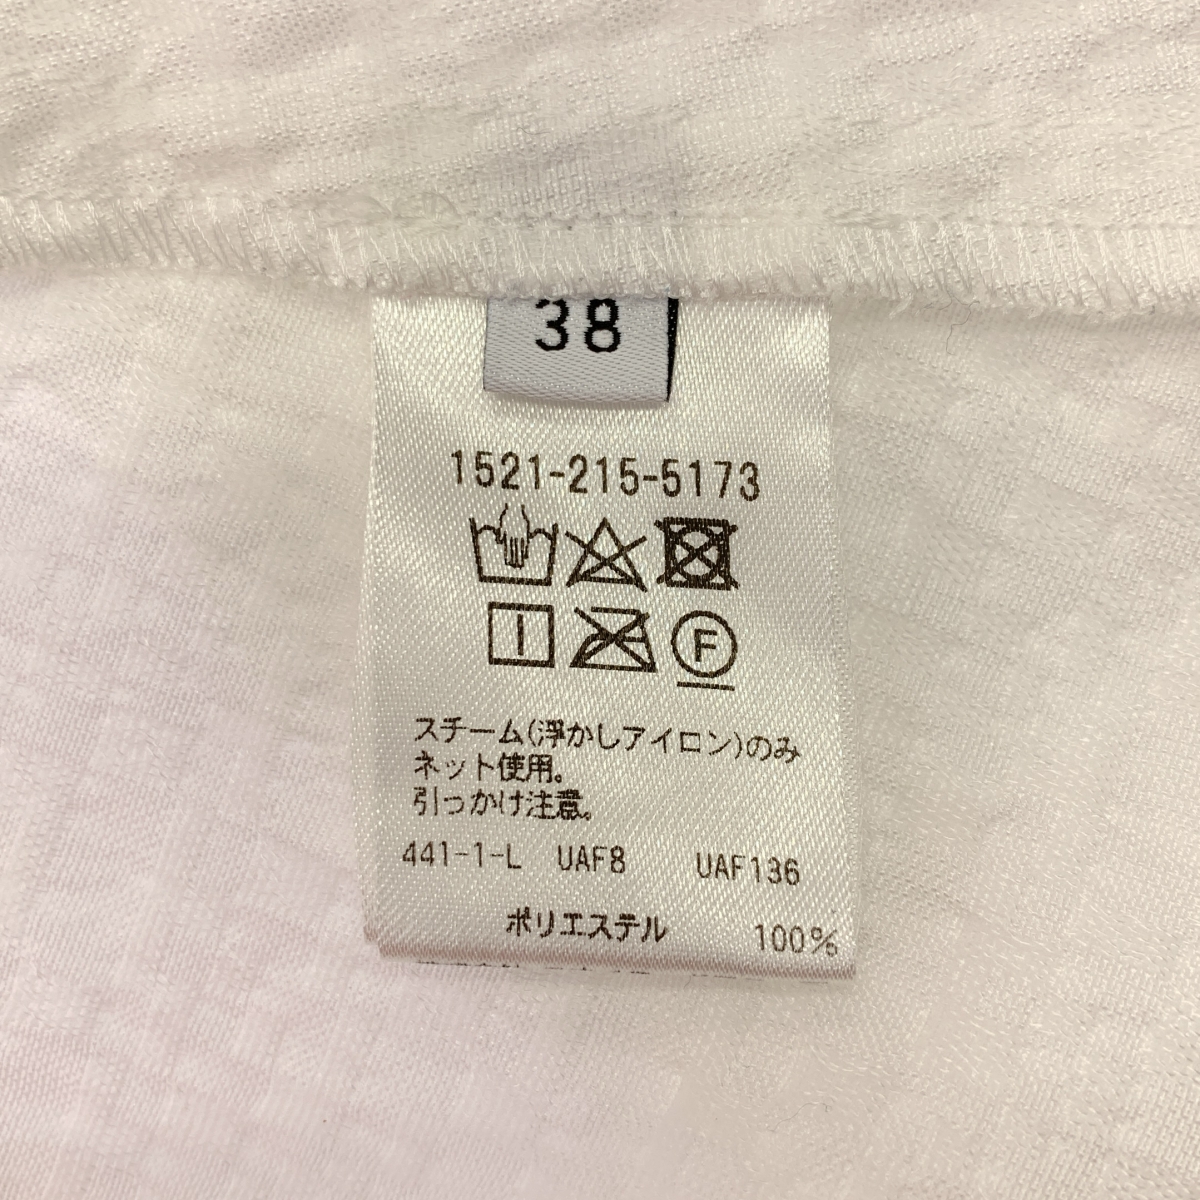 38
1521-215-5173
F
スチーム(浮かしアイロン)のみ
ネット使用。
引っかけ注意。
441-1-L UAF8 UAF136
ポリエステル 100%